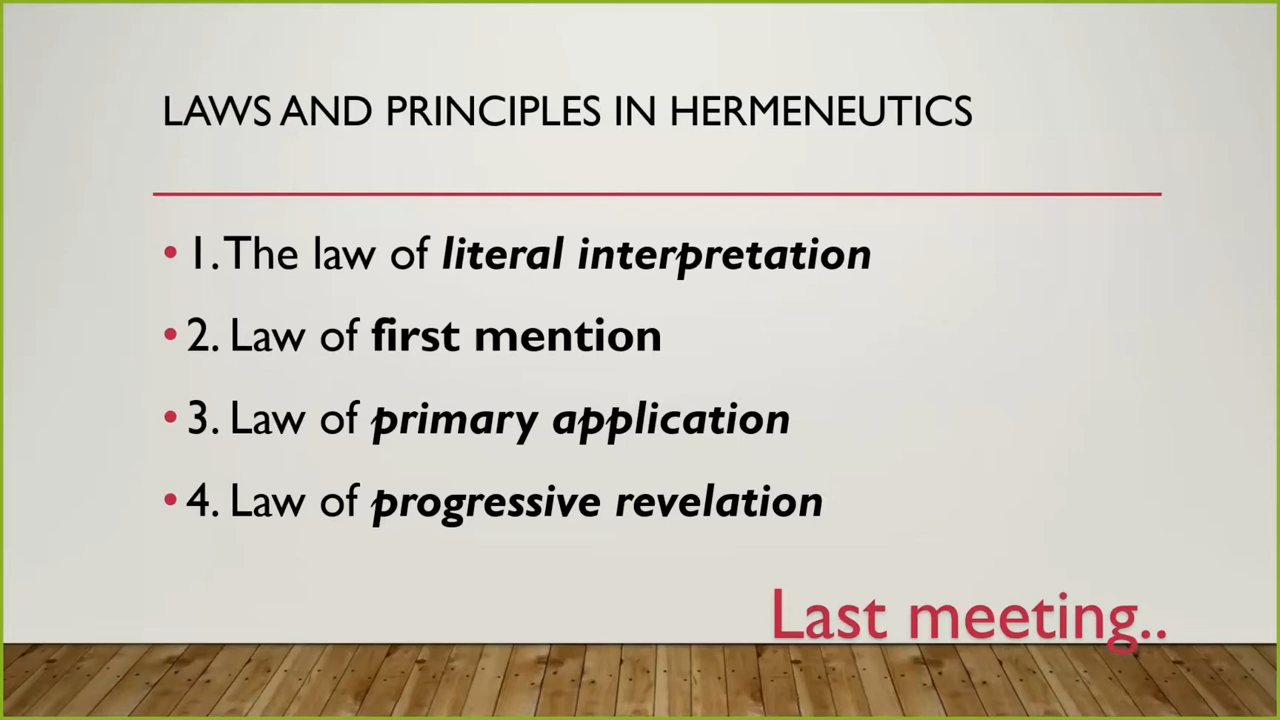 LAWS AND PRINCIPLES IN HERMENEUTICS
• 1. The law of literal interpretation
• 2. Law of first mention
• 3. Law of primary application
• 4. Law of progressive revelation
Last meeting..